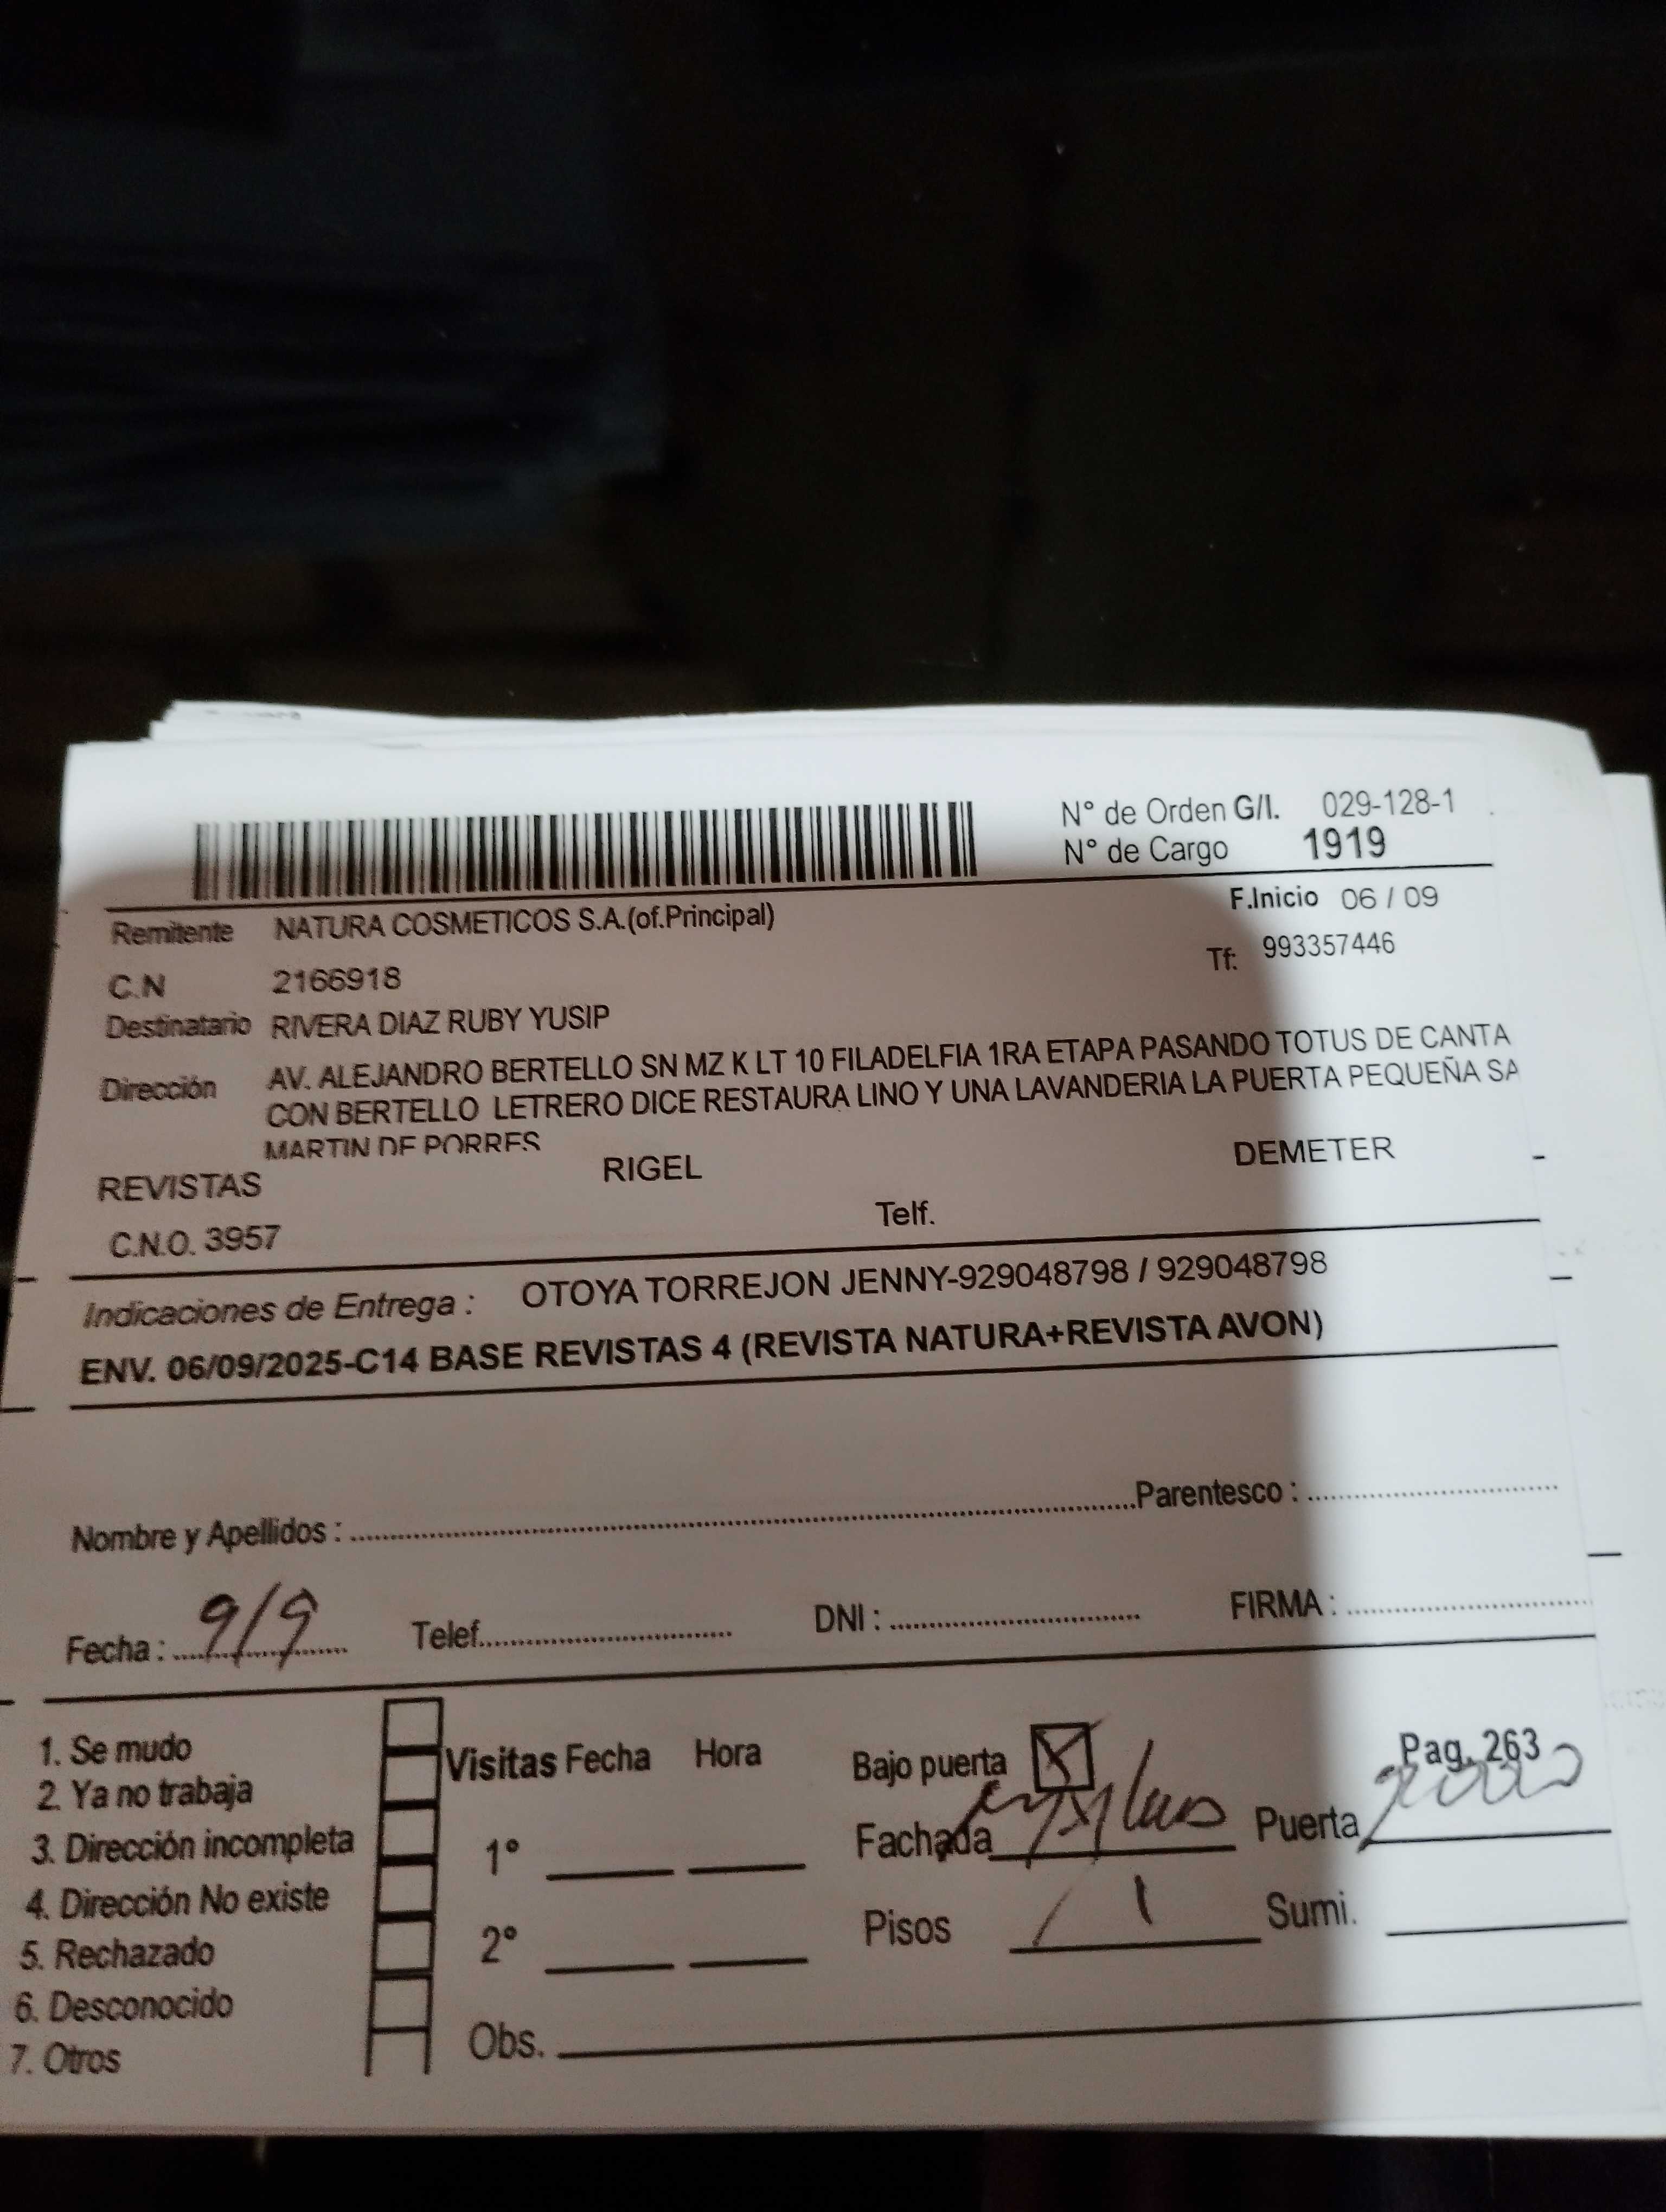 N° de Orden G/I. 029-128-1
N° de Cargo 1919
F.Inicio 06 / 09
Remitente NATURA COSMETICOS S.A.(of.Principal)
Tf: 993357446
C.N 2166918
Destinatario RIVERA DIAZ RUBY YUSIP
Dirección AV. ALEJANDRO BERTELLO SN MZ K LT 10 FILADELFIA 1RA ETAPA PASANDO TOTUS DE CANTA
CON BERTELLO LETRERO DICE RESTAURA LINO Y UNA LAVANDERIA LA PUERTA PEQUEÑA SA
MARTIN DE PORRES
REVISTAS RIGEL DEMETER
C.N.O. 3957 Telf.
Indicaciones de Entrega : OTOYA TORREJON JENNY-929048798 / 929048798
ENV. 06/09/2025-C14 BASE REVISTAS 4 (REVISTA NATURA+REVISTA AVON)
Nombre y Apellidos : Parentesco :
Fecha : 9/9 Telef. DNI : FIRMA :
1. Se mudo
2. Ya no trabaja
3. Dirección incompleta
4. Dirección No existe
5. Rechazado
6. Desconocido
7. Otros
Visitas Fecha Hora
1°
2°
Obs.
Bajo puerta X Pag. 263
Fachada Puerta
Pisos 1 Sumi.